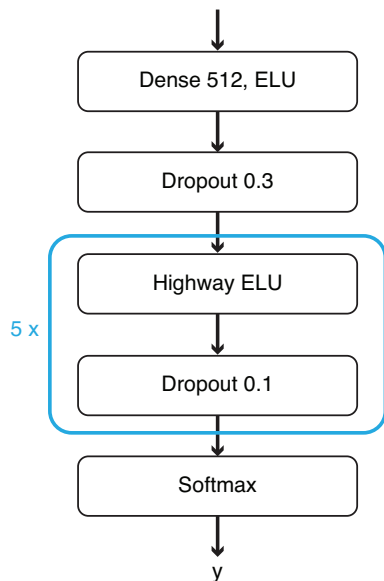 Dense 512, ELU
Dropout 0.3
Highway ELU
5 x
Dropout 0.1
Softmax
y